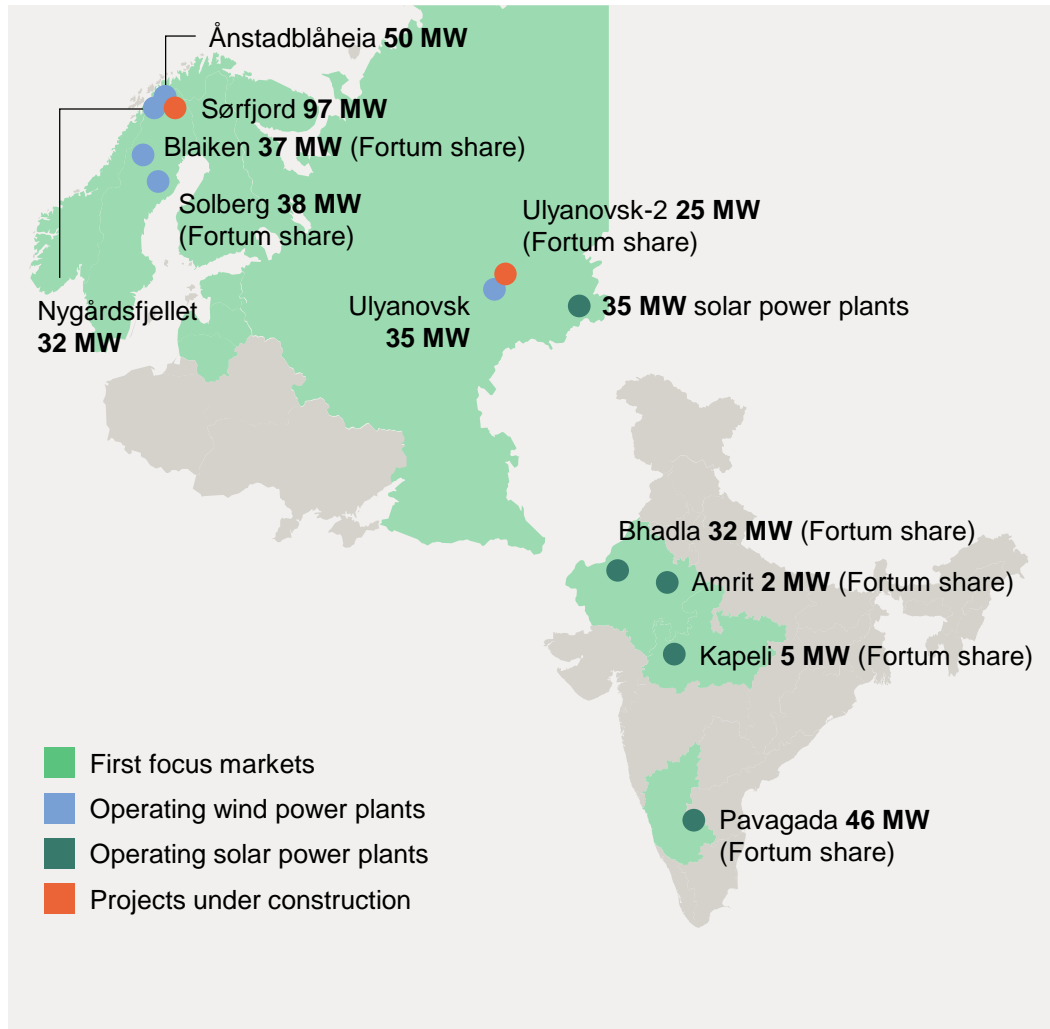 Ånstadblåheia 50 MW
Sørfjord 97 MW
Blaiken 37 MW (Fortum share)
Solberg 38 MW
(Fortum share)
Nygårdsfjellet
32 MW
Ulyanovsk-2 25 MW
(Fortum share)
Ulyanovsk
35 MW
35 MW solar power plants
Bhadla 32 MW (Fortum share)
Amrit 2 MW (Fortum share)
Kapeli 5 MW (Fortum share)
Pavagada 46 MW
(Fortum share)
First focus markets
Operating wind power plants
Operating solar power plants
Projects under construction